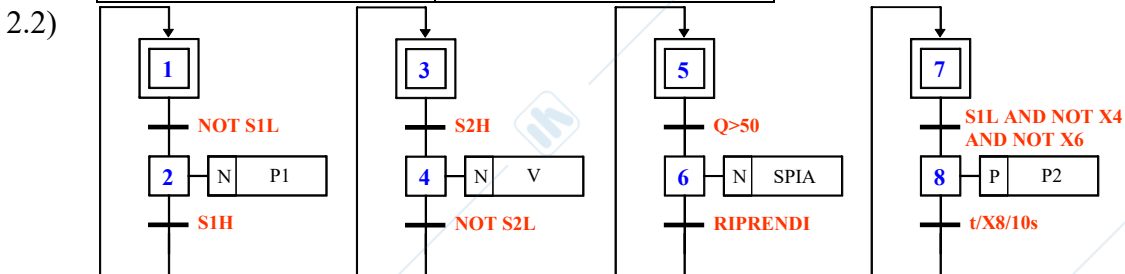 2.2)
1 3 5 7
NOT S1L S2H Q>50 S1L AND NOT X4
AND NOT X6
2 N P1 4 N V 6 N SPIA 8 P P2
S1H NOT S2L RIPRENDI t/X8/10s